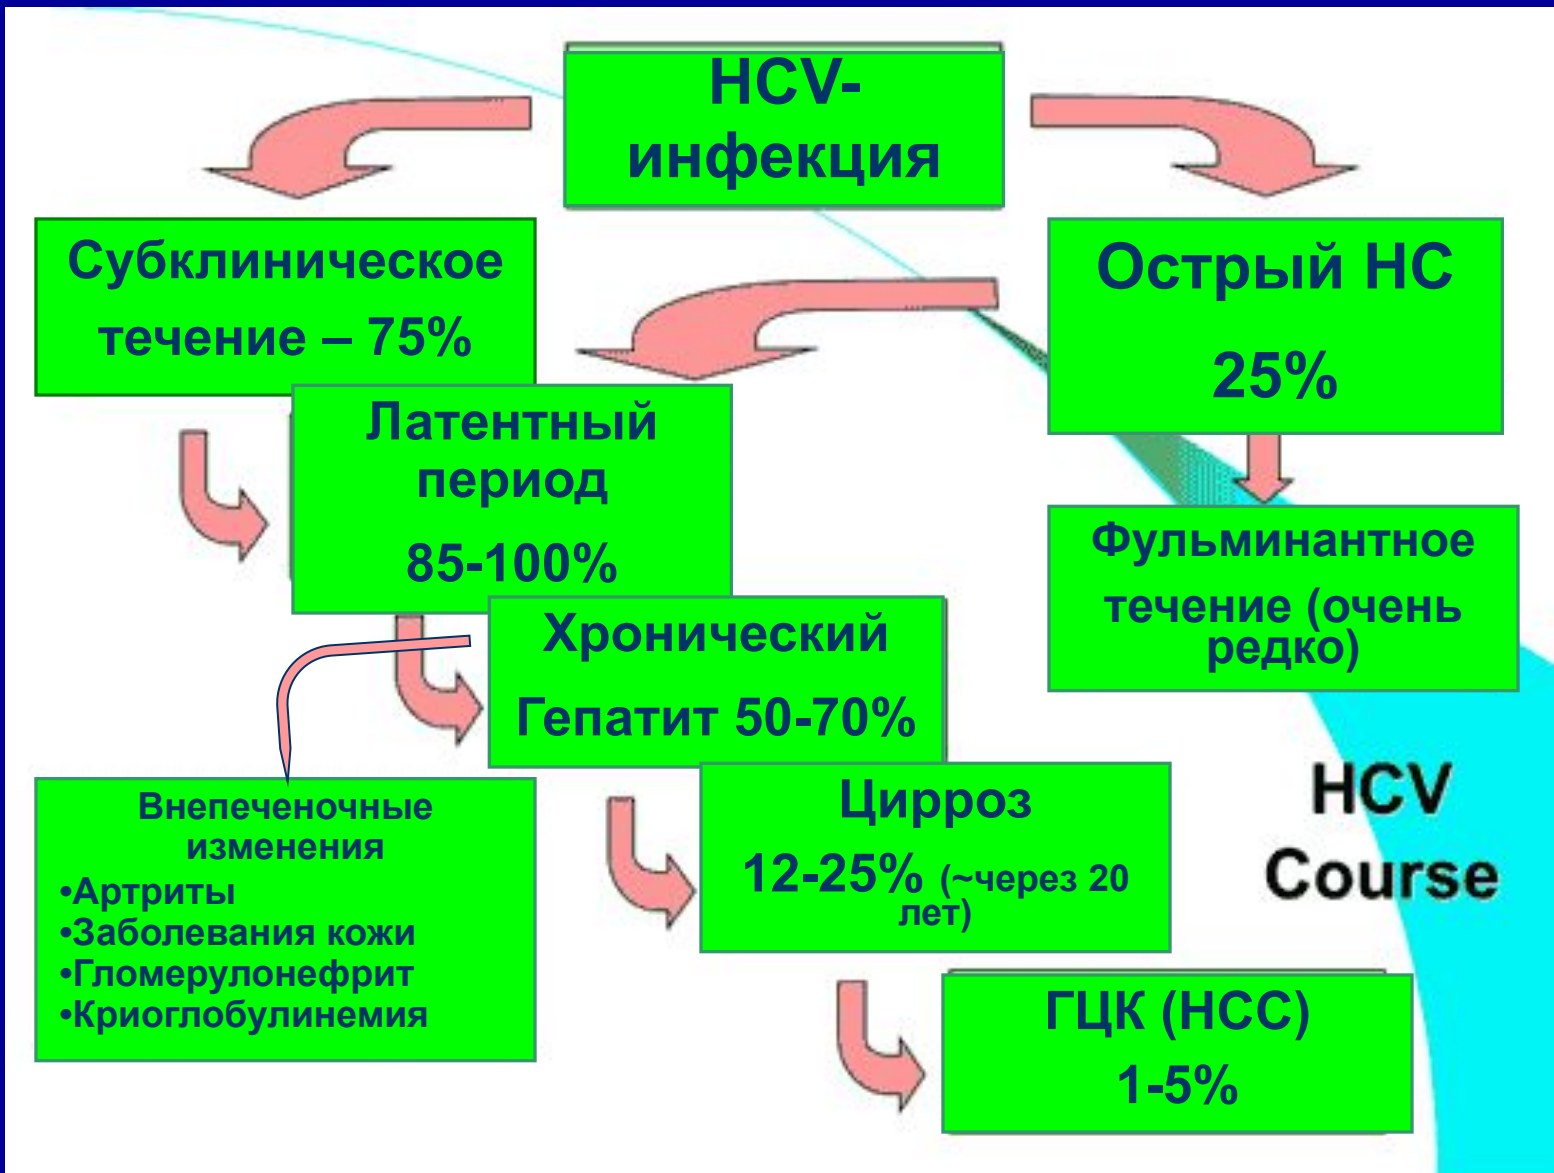 HCV-
инфекция
Субклиническое
течение – 75%
Острый НС
25%
Латентный
период
85-100%
Фульминантное
течение (очень
редко)
Хронический
Гепатит 50-70%
Внепеченочные
изменения
•Артриты
•Заболевания кожи
•Гломерулонефрит
•Криоглобулинемия
Цирроз
12-25% (~через 20
лет)
HCV
Course
ГЦК (НСС)
1-5%